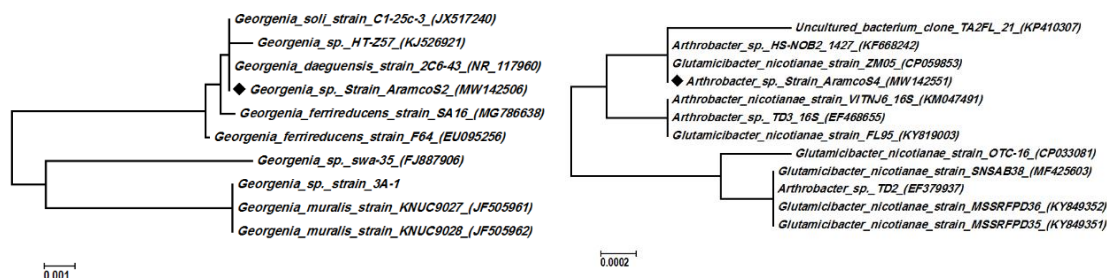 Georgenia_soli_strain_C1-25c-3_(JX517240)
Georgenia_sp._HT-Z57_(KJ526921)
Georgenia_daeguensis_strain_2C6-43_(NR_117960)
Georgenia_sp._Strain_AramcoS2_(MW142506)
Georgenia_ferrireducens_strain_SA16_(MG786638)
Georgenia_ferrireducens_strain_F64_(EU095256)
Georgenia_sp._swa-35_(FJ887906)
Georgenia_sp._strain_3A-1
Georgenia_muralis_strain_KNUC9027_(JF505961)
Georgenia_muralis_strain_KNUC9028_(JF505962)
0.001
Uncultured_bacterium_clone_TA2FL_21_(KP410307)
Arthrobacter_sp._HS-NOB2_1427_(KF668242)
Glutamicibacter_nicotianae_strain_ZM05_(CP059853)
Arthrobacter_sp._Strain_AramcoS4_(MW142551)
Arthrobacter_nicotianae_strain_VITNJ6_16S_(KM047491)
Arthrobacter_sp._TD3_16S_(EF468655)
Glutamicibacter_nicotianae_strain_FL95_(KY819003)
Glutamicibacter_nicotianae_strain_OTC-16_(CP033081)
Glutamicibacter_nicotianae_strain_SNSAB38_(MF425603)
Arthrobacter_sp._TD2_(EF379937)
Glutamicibacter_nicotianae_strain_MSSRFPD36_(KY849352)
Glutamicibacter_nicotianae_strain_MSSRFPD35_(KY849351)
0.0002